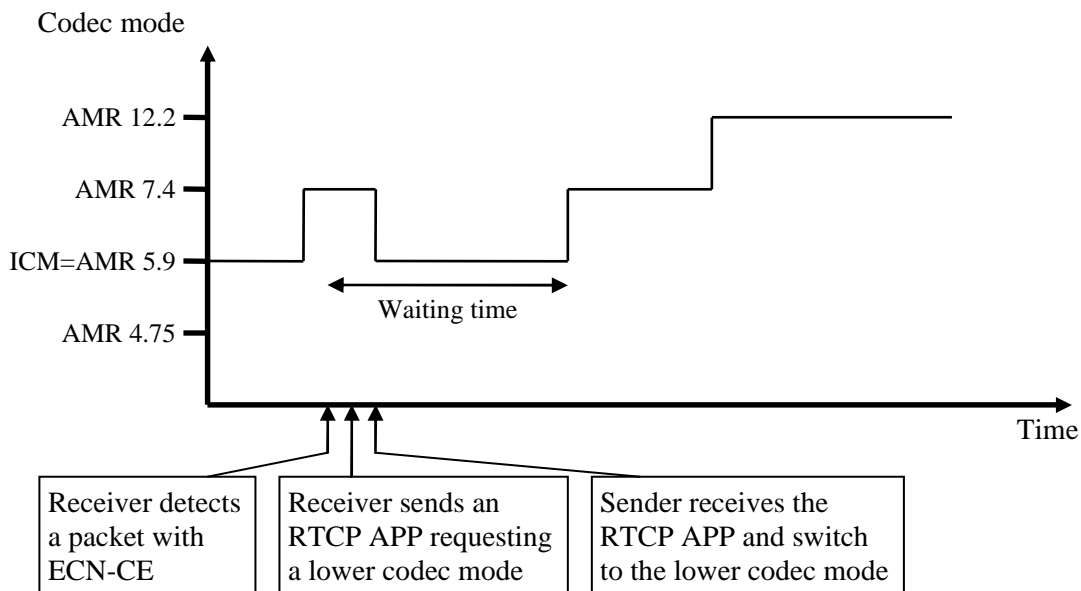 Codec mode
AMR 12.2
AMR 7.4
ICM=AMR 5.9
AMR 4.75
Waiting time
Time
Receiver detects
a packet with
ECN-CE
Receiver sends an
RTCP APP requesting
a lower codec mode
Sender receives the
RTCP APP and switch
to the lower codec mode